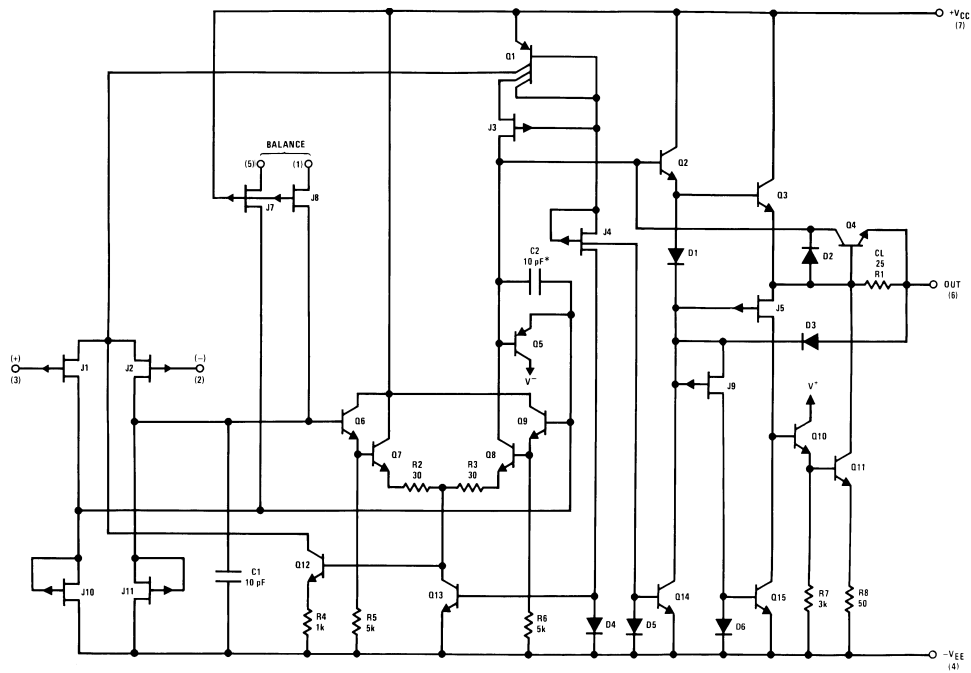 +VCC
(7)
Q1
J3
BALANCE
(5)
(1)
Q2
J7
J8
Q3
J4
Q4
C2
10 pF*
D1
D2
CL
25
R1
OUT
(6)
J5
(+)
(3)
J1
J2
(−)
(2)
Q5
V−
D3
J9
V+
Q6
Q9
Q7
Q8
Q10
R2
30
R3
30
Q11
J10
J11
C1
10 pF
Q12
Q13
Q14
Q15
R4
1k
R5
5k
R6
5k
D4
D5
D6
R7
3k
R8
50
−VEE
(4)